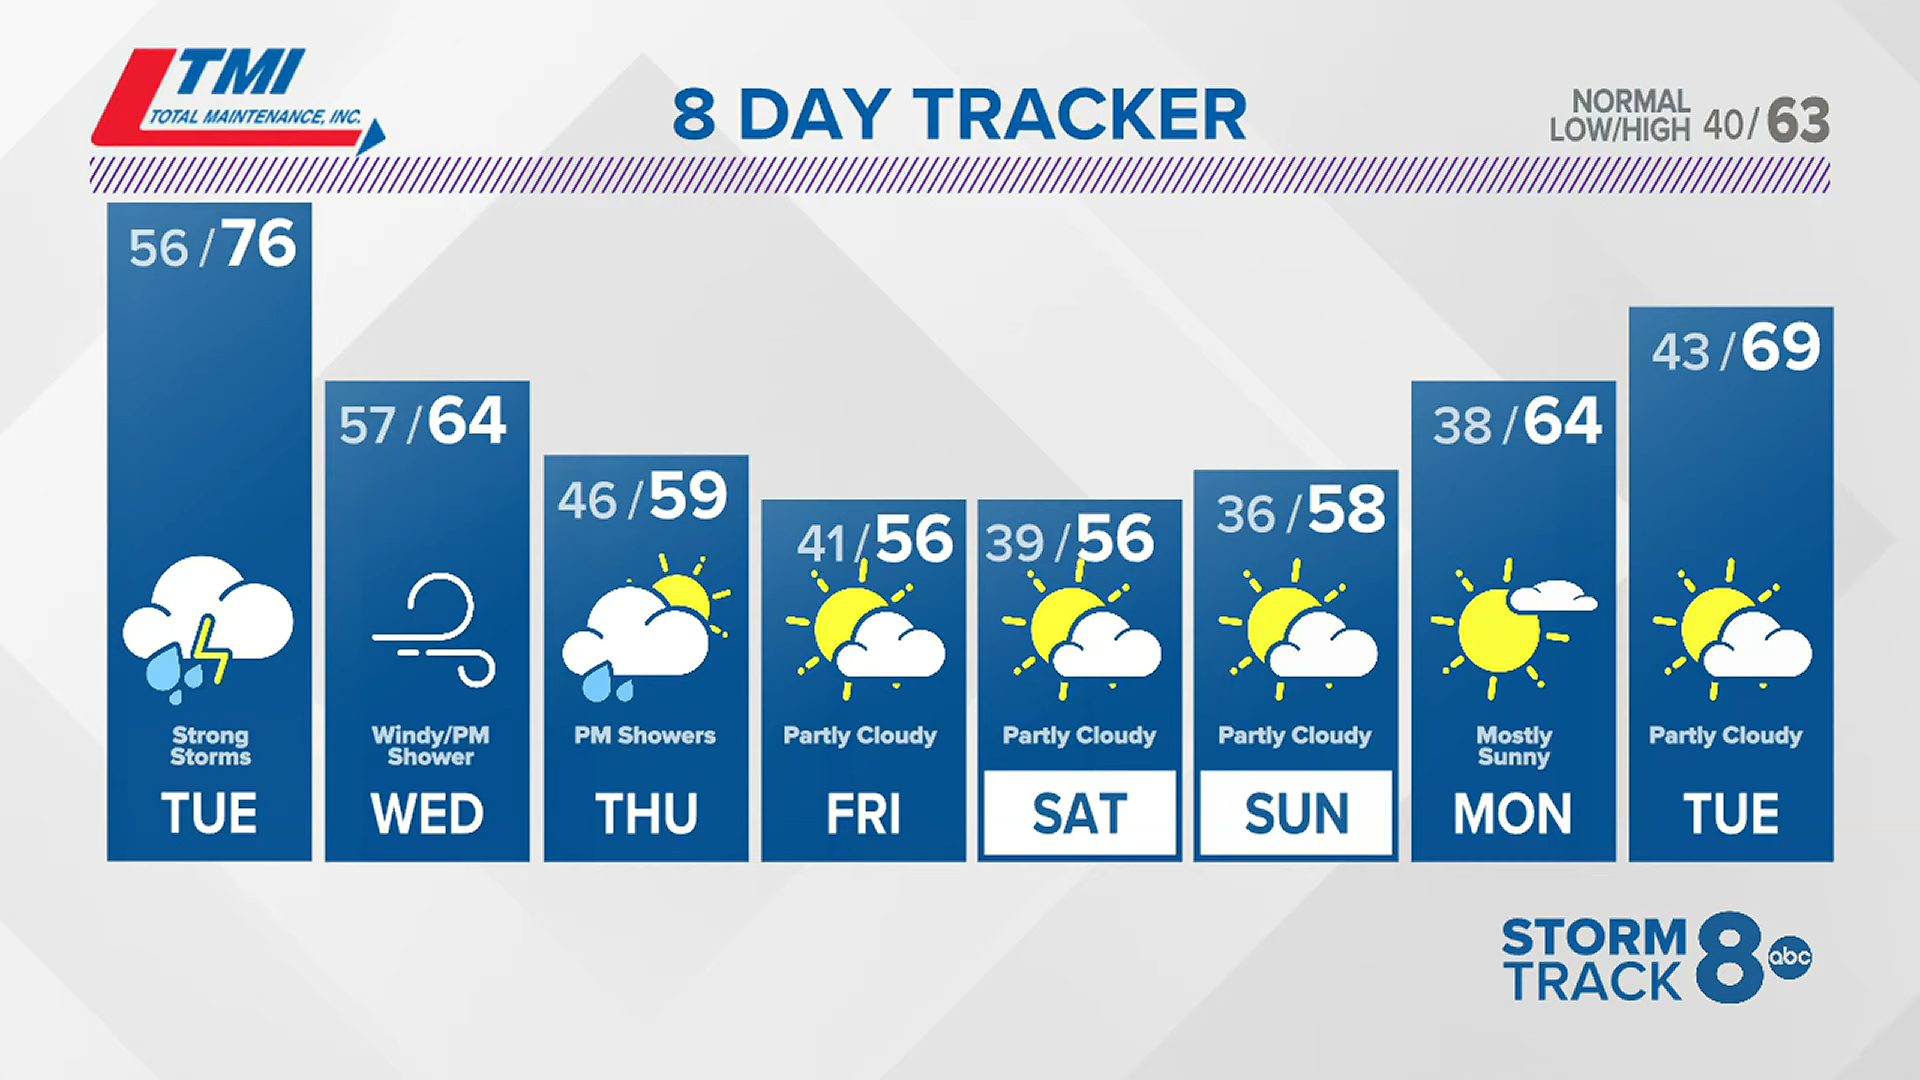 TMI
TOTAL MAINTENANCE, INC.
8 DAY TRACKER
NORMAL
LOW/HIGH 40/63
56/76
Strong
Storms
TUE
57/64
Windy/PM
Shower
WED
46/59
PM Showers
THU
41/56
Partly Cloudy
FRI
39/56
Partly Cloudy
SAT
36/58
Partly Cloudy
SUN
38/64
Mostly
Sunny
MON
43/69
Partly Cloudy
TUE
STORM
TRACK
8
abc